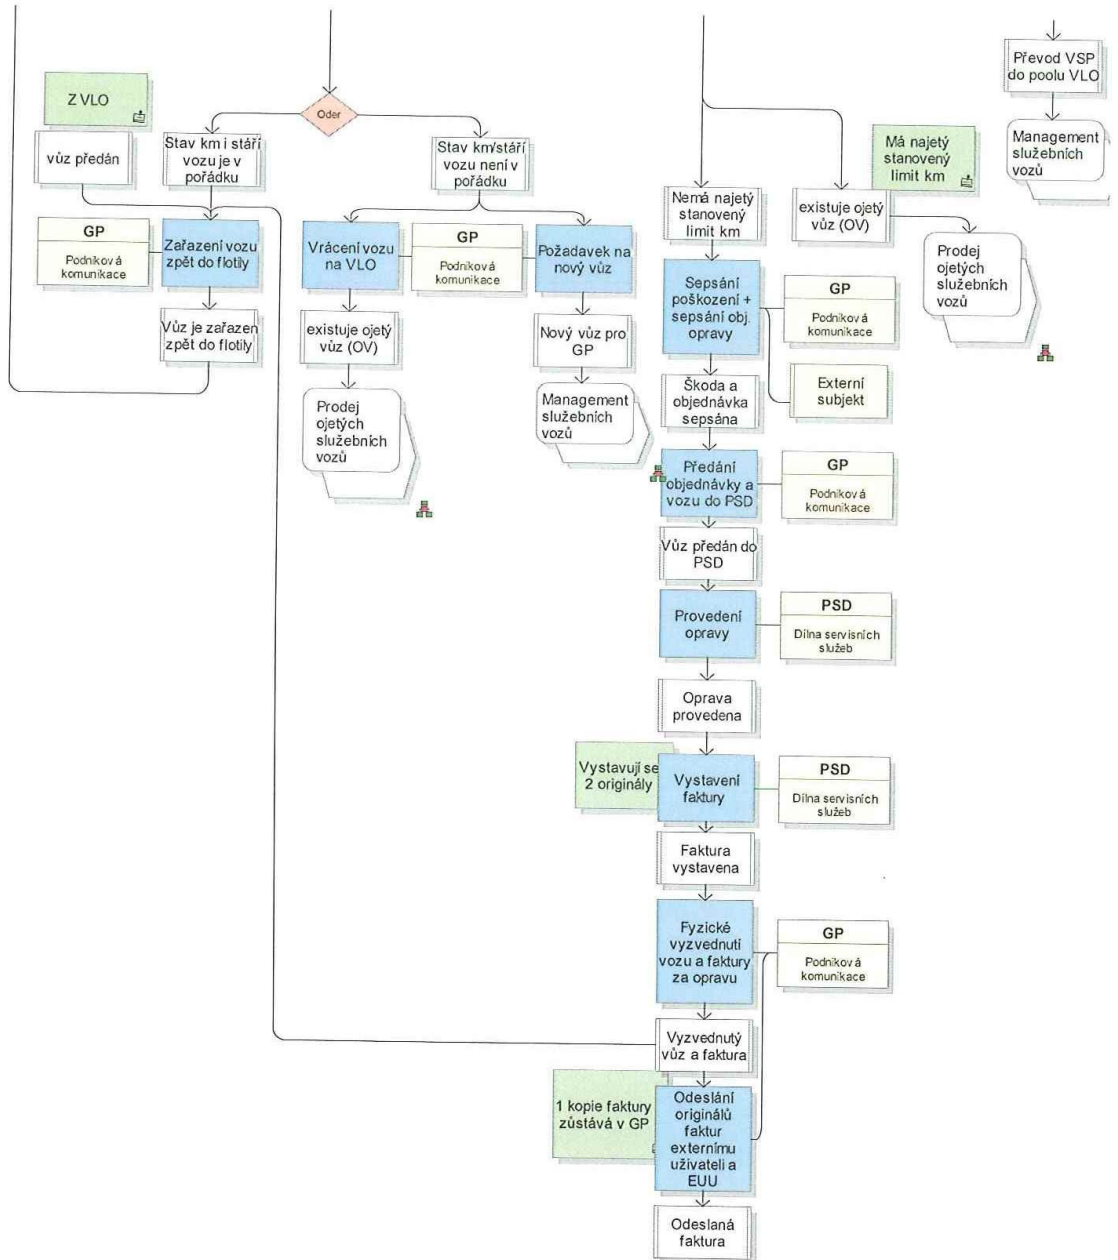 Převod VSP
do poolu VLO
Management
služebních
vozů
Z VLO
vůz předán
Oder
Stav km i stáří
vozu je v
pořádku
Stav km/stáří
vozu není v
pořádku
Má najetý
stanovený
limit km
Nemá najetý
stanovený
limit km
existuje ojetý
vůz (OV)
Prodej
ojetých
služebních
vozů
GP
Podniková
komunikace
Zařazení vozu
zpět do flotily
Vrácení vozu
na VLO
GP
Podniková
komunikace
Požadavek na
nový vůz
Vůz je zařazen
zpět do flotily
existuje ojetý
vůz (OV)
Nový vůz pro
GP
Prodej
ojetých
služebních
vozů
Management
služebních
vozů
Sepsání
poškození +
sepsání obj.
opravy
GP
Podniková
komunikace
Externí
subjekt
Škoda a
objednávka
sepsána
Předání
objednávky a
vozu do PSD
GP
Podniková
komunikace
Vůz předán do
PSD
Provedení
opravy
PSD
Dílna servisních
služeb
Oprava
provedena
Vystavují se
2 originály
Vystavení
faktury
PSD
Dílna servisních
služeb
Faktura
vystavena
Fyzické
vyzvednutí
vozu a faktury
za opravu
GP
Podniková
komunikace
Vyzvednutý
vůz a faktura
1 kopie faktury
zůstává v GP
Odeslání
originálů
faktur
externímu
uživateli a
EUU
Odeslaná
faktura